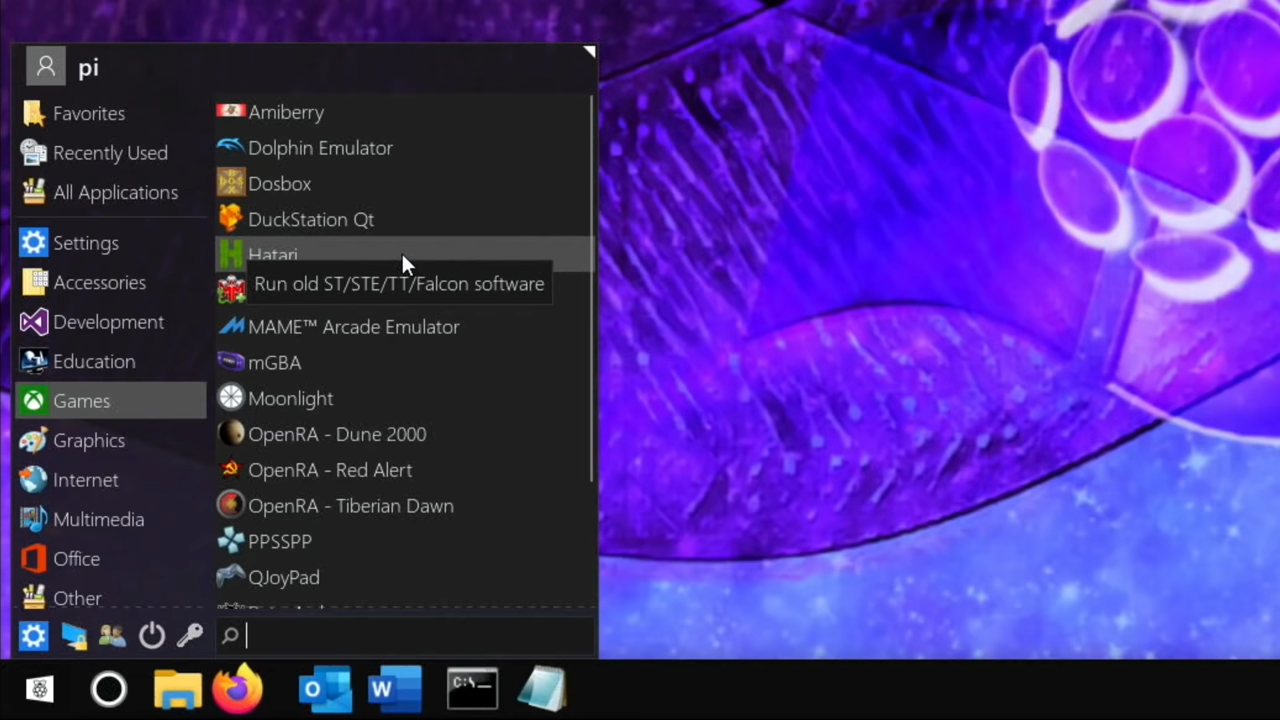 pi
Favorites
Recently Used
All Applications
Settings
Accessories
Development
Education
Games
Graphics
Internet
Multimedia
Office
Other
Amiberry
Dolphin Emulator
Dosbox
DuckStation Qt
Hatari
Run old ST/STE/TT/Falcon software
MAME™ Arcade Emulator
mGBA
Moonlight
OpenRA - Dune 2000
OpenRA - Red Alert
OpenRA - Tiberian Dawn
PPSSPP
QJoyPad
O
W
C:\